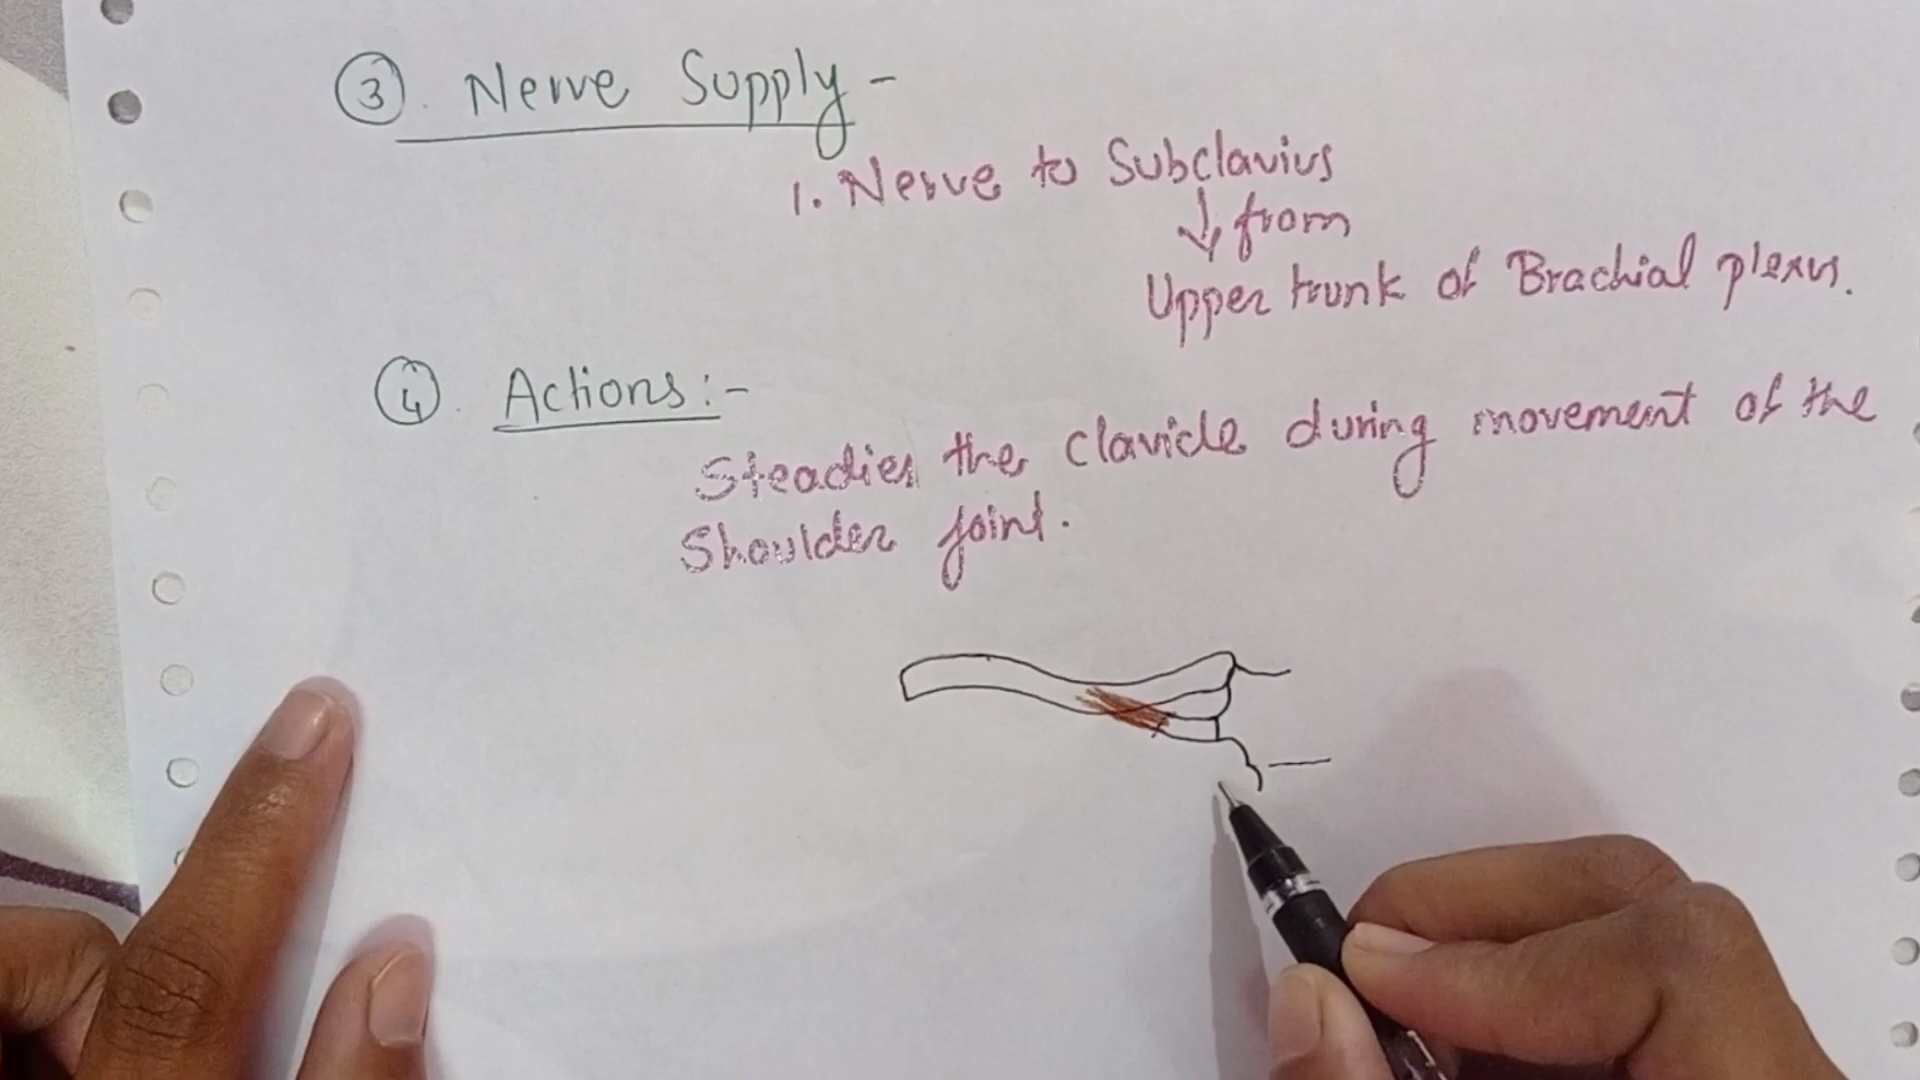 ③. Nerve Supply -
1. Nerve to Subclavius
↓ from
Upper trunk of Brachial plexus.
④. Actions :-
Steadies the clavicle during movement of the
Shoulder joint.